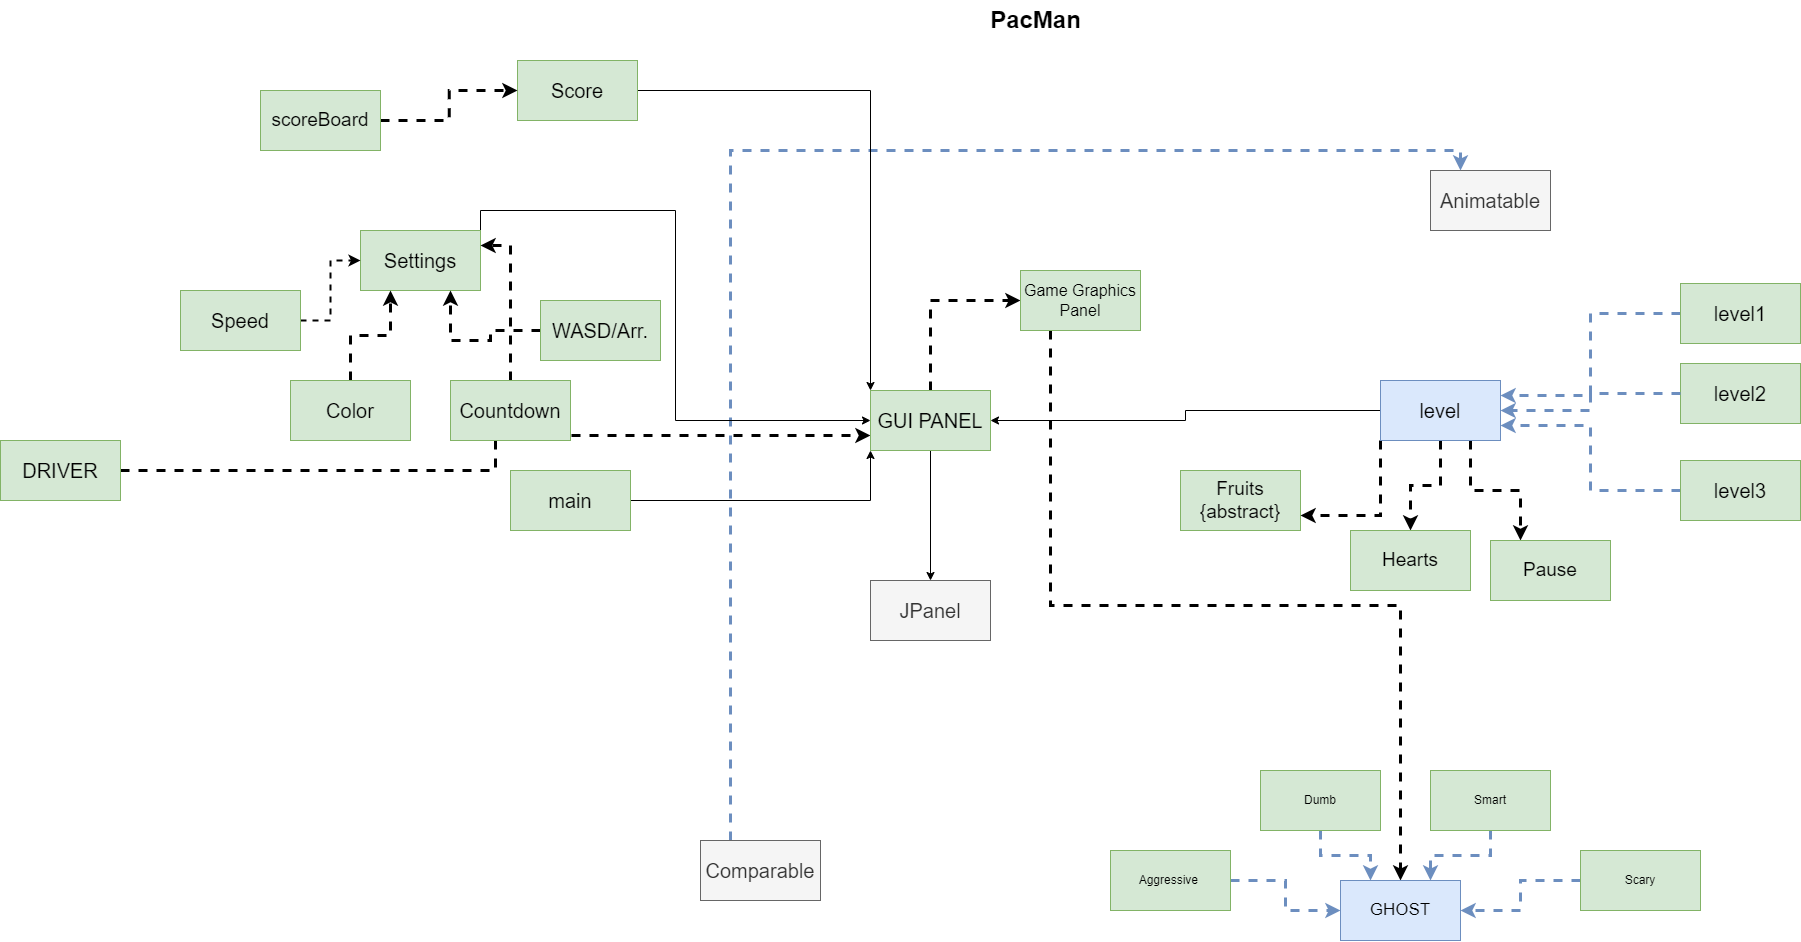 PacMan
Score
scoreBoard
Animatable
Settings
Game Graphics
Panel
Speed
WASD/Arr.
level1
level2
Color
Countdown
GUI PANEL
level
DRIVER
main
Fruits
{abstract}
level3
Hearts
Pause
JPanel
Dumb
Smart
Comparable
Aggressive
Scary
GHOST